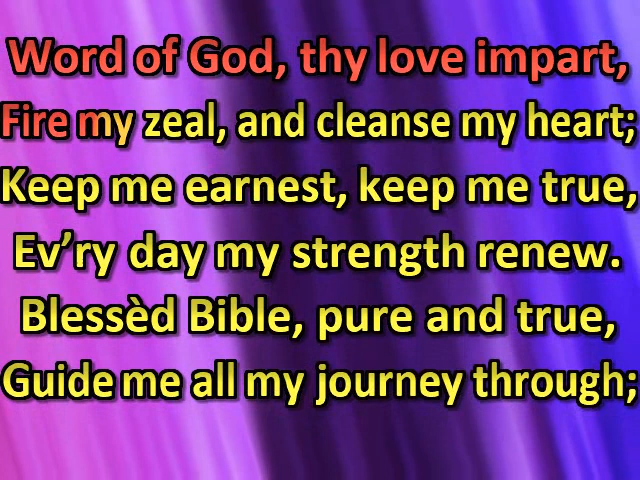 Word of God, thy love impart,
Fire my zeal, and cleanse my heart;
Keep me earnest, keep me true,
Ev’ry day my strength renew.
Blessèd Bible, pure and true,
Guide me all my journey through;